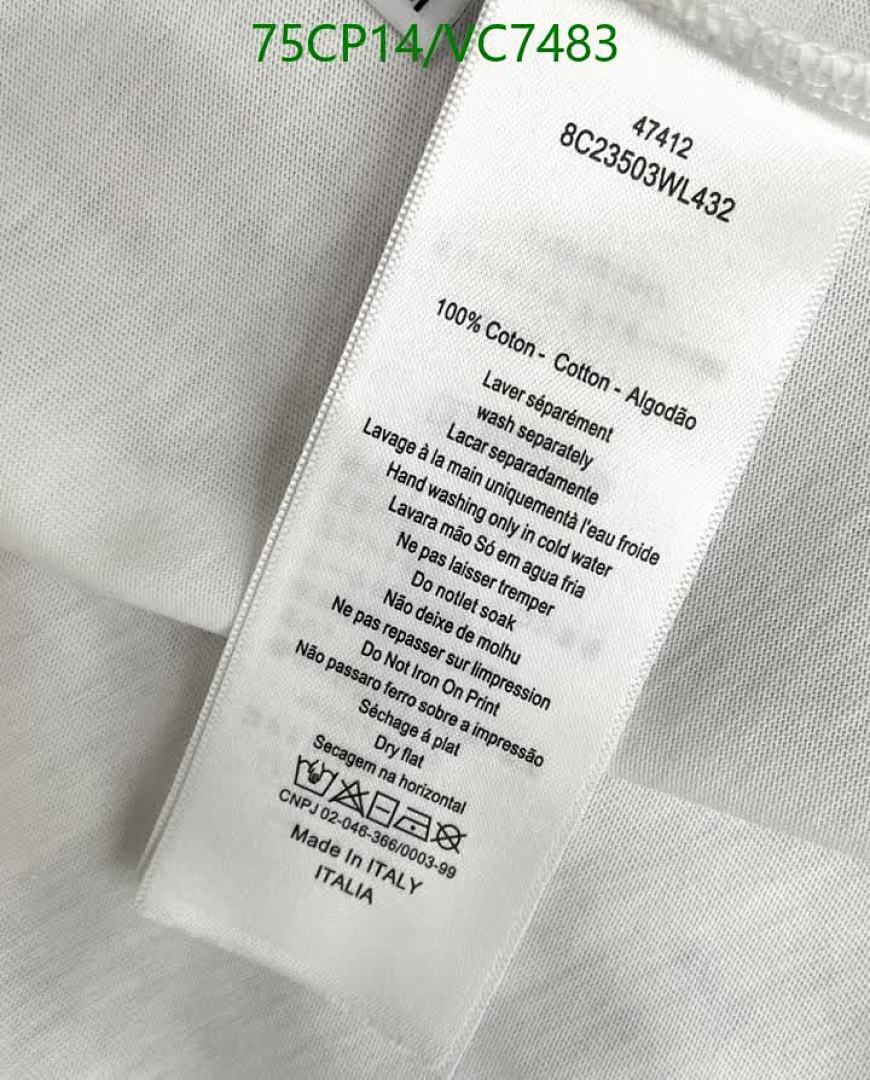 75CP14/VC7483
47412
8C23503WL432
100% Coton - Cotton - Algodão
Laver séparément
wash separately
Lacar separadamente
Lavage à la main uniquementà l'eau froide
Hand washing only in cold water
Lavara mão Só em agua fria
Ne pas laisser tremper
Do notlet soak
Não deixe de molhu
Ne pas repasser sur limpression
Do Not Iron On Print
Não passaro ferro sobre a impressão
Séchage á plat
Dry flat
Secagem na horizontal
CNPJ 02-046-366/0003-99
Made In ITALY
ITALIA